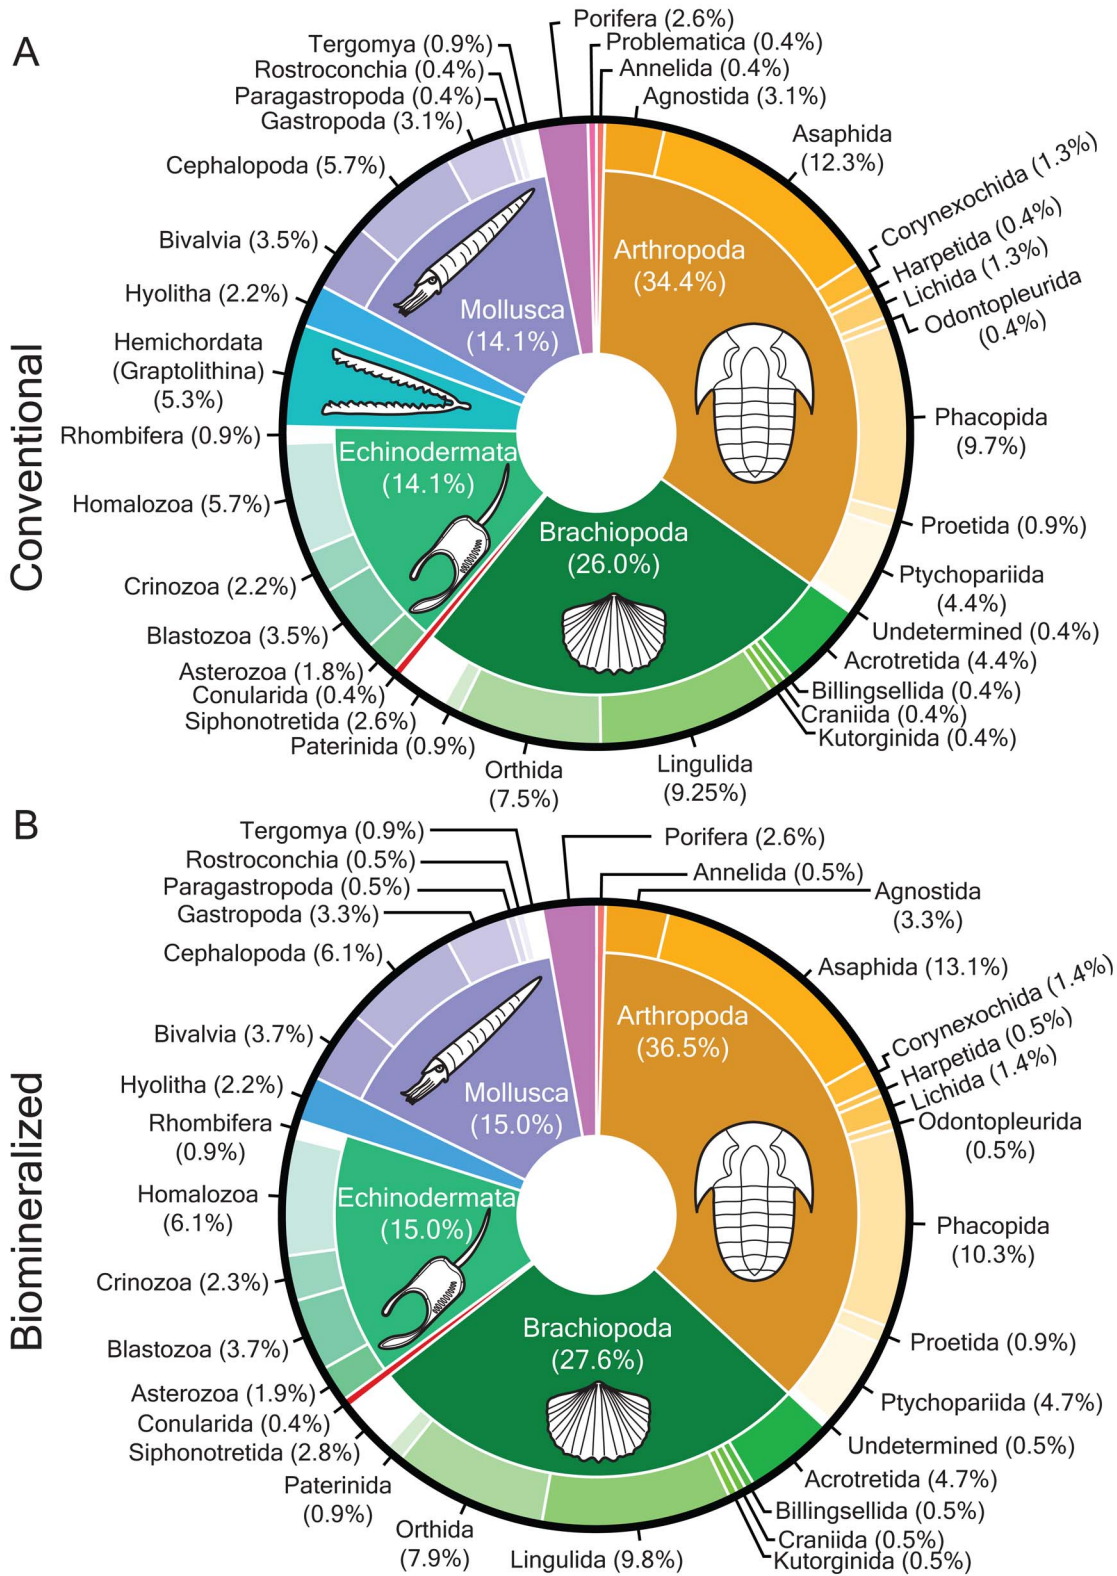 A
Conventional
Porifera (2.6%)
Problematica (0.4%)
Annelida (0.4%)
Agnostida (3.1%)
Asaphida
(12.3%)
Corynexochida (1.3%)
Harpetida (0.4%)
Lichida (1.3%)
Odontopleurida
(0.4%)
Phacopida
(9.7%)
Proetida (0.9%)
Ptychopariida
(4.4%)
Undetermined (0.4%)
Acrotretida (4.4%)
Billingsellida (0.4%)
Craniida (0.4%)
Kutorginida (0.4%)
Lingulida
(9.25%)
Orthida
(7.5%)
Paterinida (0.9%)
Siphonotretida (2.6%)
Conularida (0.4%)
Asterozoa (1.8%)
Blastozoa (3.5%)
Crinozoa (2.2%)
Homalozoa (5.7%)
Rhombifera (0.9%)
Hemichordata
(Graptolithina)
(5.3%)
Hyolitha (2.2%)
Bivalvia (3.5%)
Cephalopoda (5.7%)
Gastropoda (3.1%)
Paragastropoda (0.4%)
Rostroconchia (0.4%)
Tergomya (0.9%)
Arthropoda
(34.4%)
Brachiopoda
(26.0%)
Echinodermata
(14.1%)
Mollusca
(14.1%)
B
Biomineralized
Porifera (2.6%)
Annelida (0.5%)
Agnostida
(3.3%)
Asaphida (13.1%)
Corynexochida (1.4%)
Harpetida (0.5%)
Lichida (1.4%)
Odontopleurida
(0.5%)
Phacopida
(10.3%)
Proetida (0.9%)
Ptychopariida (4.7%)
Undetermined (0.5%)
Acrotretida (4.7%)
Billingsellida (0.5%)
Craniida (0.5%)
Kutorginida (0.5%)
Lingulida (9.8%)
Orthida
(7.9%)
Paterinida
(0.9%)
Siphonotretida (2.8%)
Conularida (0.4%)
Asterozoa (1.9%)
Blastozoa (3.7%)
Crinozoa (2.3%)
Homalozoa
(6.1%)
Rhombifera
(0.9%)
Hyolitha (2.2%)
Bivalvia (3.7%)
Cephalopoda (6.1%)
Gastropoda (3.3%)
Paragastropoda (0.5%)
Rostroconchia (0.5%)
Tergomya (0.9%)
Arthropoda
(36.5%)
Brachiopoda
(27.6%)
Echinodermata
(15.0%)
Mollusca
(15.0%)